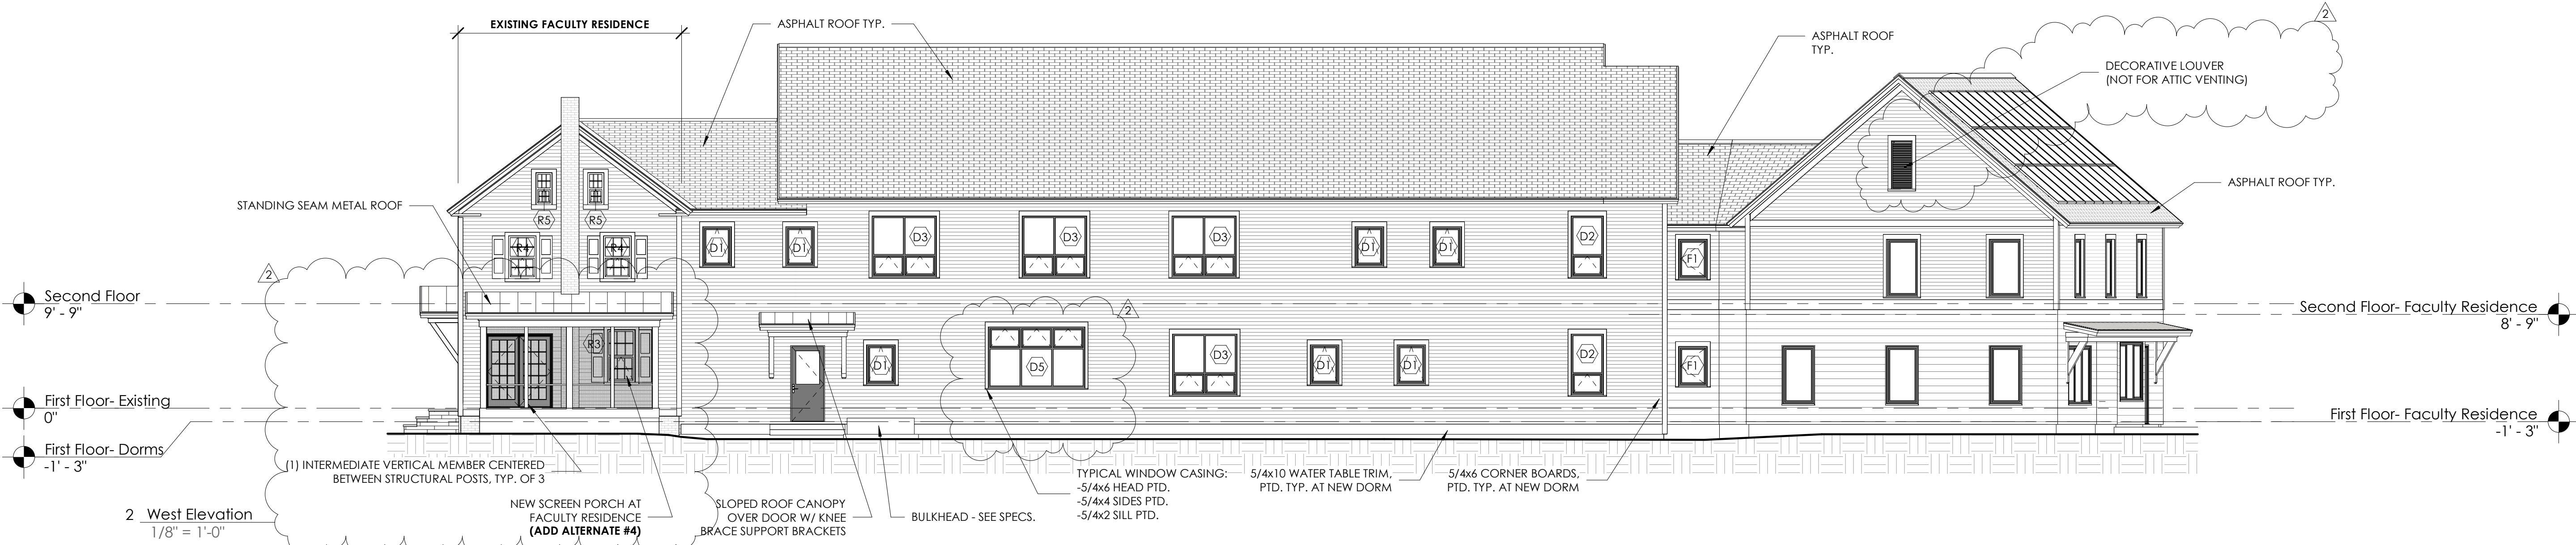 EXISTING FACULTY RESIDENCE
ASPHALT ROOF TYP.
ASPHALT ROOF
TYP.
2
DECORATIVE LOUVER
(NOT FOR ATTIC VENTING)
ASPHALT ROOF TYP.
STANDING SEAM METAL ROOF
R5
R5
R4
R4
D1
D1
D3
D3
D3
D1
D1
D2
F1
2
Second Floor
9' - 9"
Second Floor- Faculty Residence
8' - 9"
2
R3
D1
D5
D3
D1
D1
D2
F1
First Floor- Existing
0"
First Floor- Dorms
-1' - 3"
First Floor- Faculty Residence
-1' - 3"
(1) INTERMEDIATE VERTICAL MEMBER CENTERED
BETWEEN STRUCTURAL POSTS, TYP. OF 3
NEW SCREEN PORCH AT
FACULTY RESIDENCE
(ADD ALTERNATE #4)
SLOPED ROOF CANOPY
OVER DOOR W/ KNEE
BRACE SUPPORT BRACKETS
BULKHEAD - SEE SPECS.
TYPICAL WINDOW CASING:
-5/4x6 HEAD PTD.
-5/4x4 SIDES PTD.
-5/4x2 SILL PTD.
5/4x10 WATER TABLE TRIM,
PTD. TYP. AT NEW DORM
5/4x6 CORNER BOARDS,
PTD. TYP. AT NEW DORM
2 West Elevation
1/8" = 1'-0"